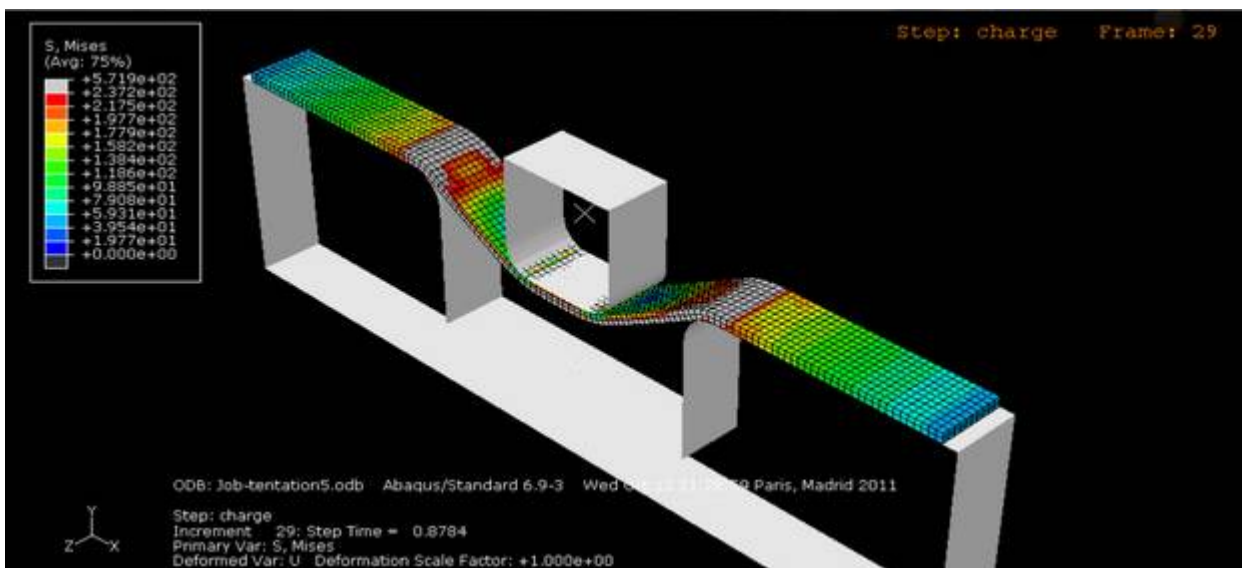 Step: charge Frame: 29
S, Mises
(Avg: 75%)
+5.719e+02
+2.372e+02
+2.175e+02
+1.977e+02
+1.779e+02
+1.582e+02
+1.384e+02
+1.186e+02
+9.885e+01
+7.908e+01
+5.931e+01
+3.954e+01
+1.977e+01
+0.000e+00
ODB: Job-tentation5.odb Abaqus/Standard 6.9-3 Wed Paris, Madrid 2011
Y
Z X
Step: charge
Increment 29: Step Time = 0.8784
Primary Var: S, Mises
Deformed Var: U Deformation Scale Factor: +1.000e+00